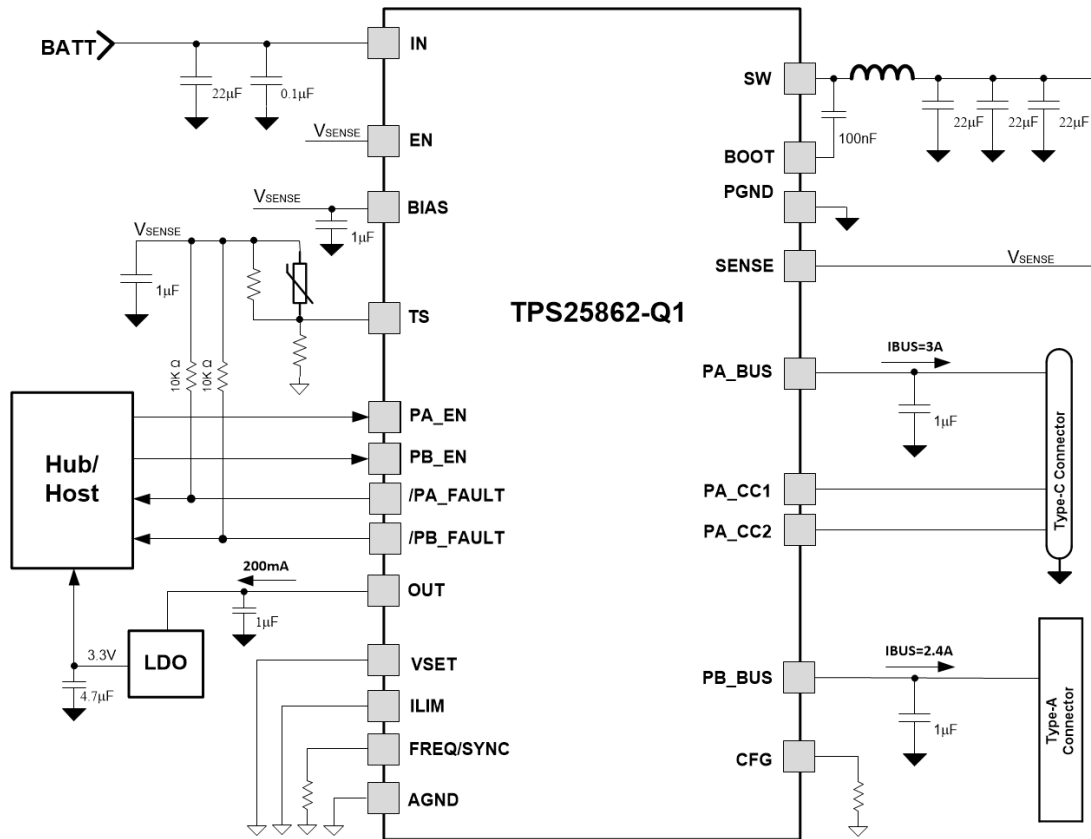 BATT
IN
22µF
0.1µF
VSENSE
EN
VSENSE
BIAS
1µF
VSENSE
1µF
TS
10K Ω
10K Ω
Hub/
Host
PA_EN
PB_EN
/PA_FAULT
/PB_FAULT
200mA
OUT
1µF
3.3V
LDO
4.7µF
VSET
ILIM
FREQ/SYNC
AGND
TPS25862-Q1
SW
22µF
22µF
22µF
100nF
BOOT
PGND
SENSE
VSENSE
IBUS=3A
PA_BUS
1µF
PA_CC1
PA_CC2
Type-C Connector
IBUS=2.4A
PB_BUS
1µF
CFG
Type-A
Connector